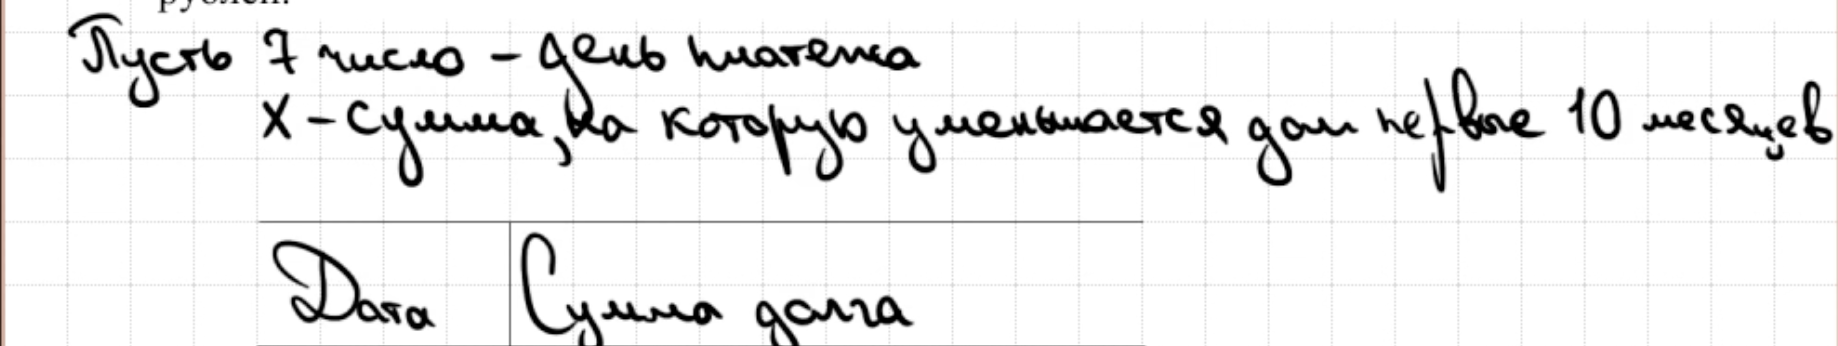 рублей.
Пусть 7 число - день платежа
X - сумма, на которую уменьшается долг первые 10 месяцев
Дата Сумма долга